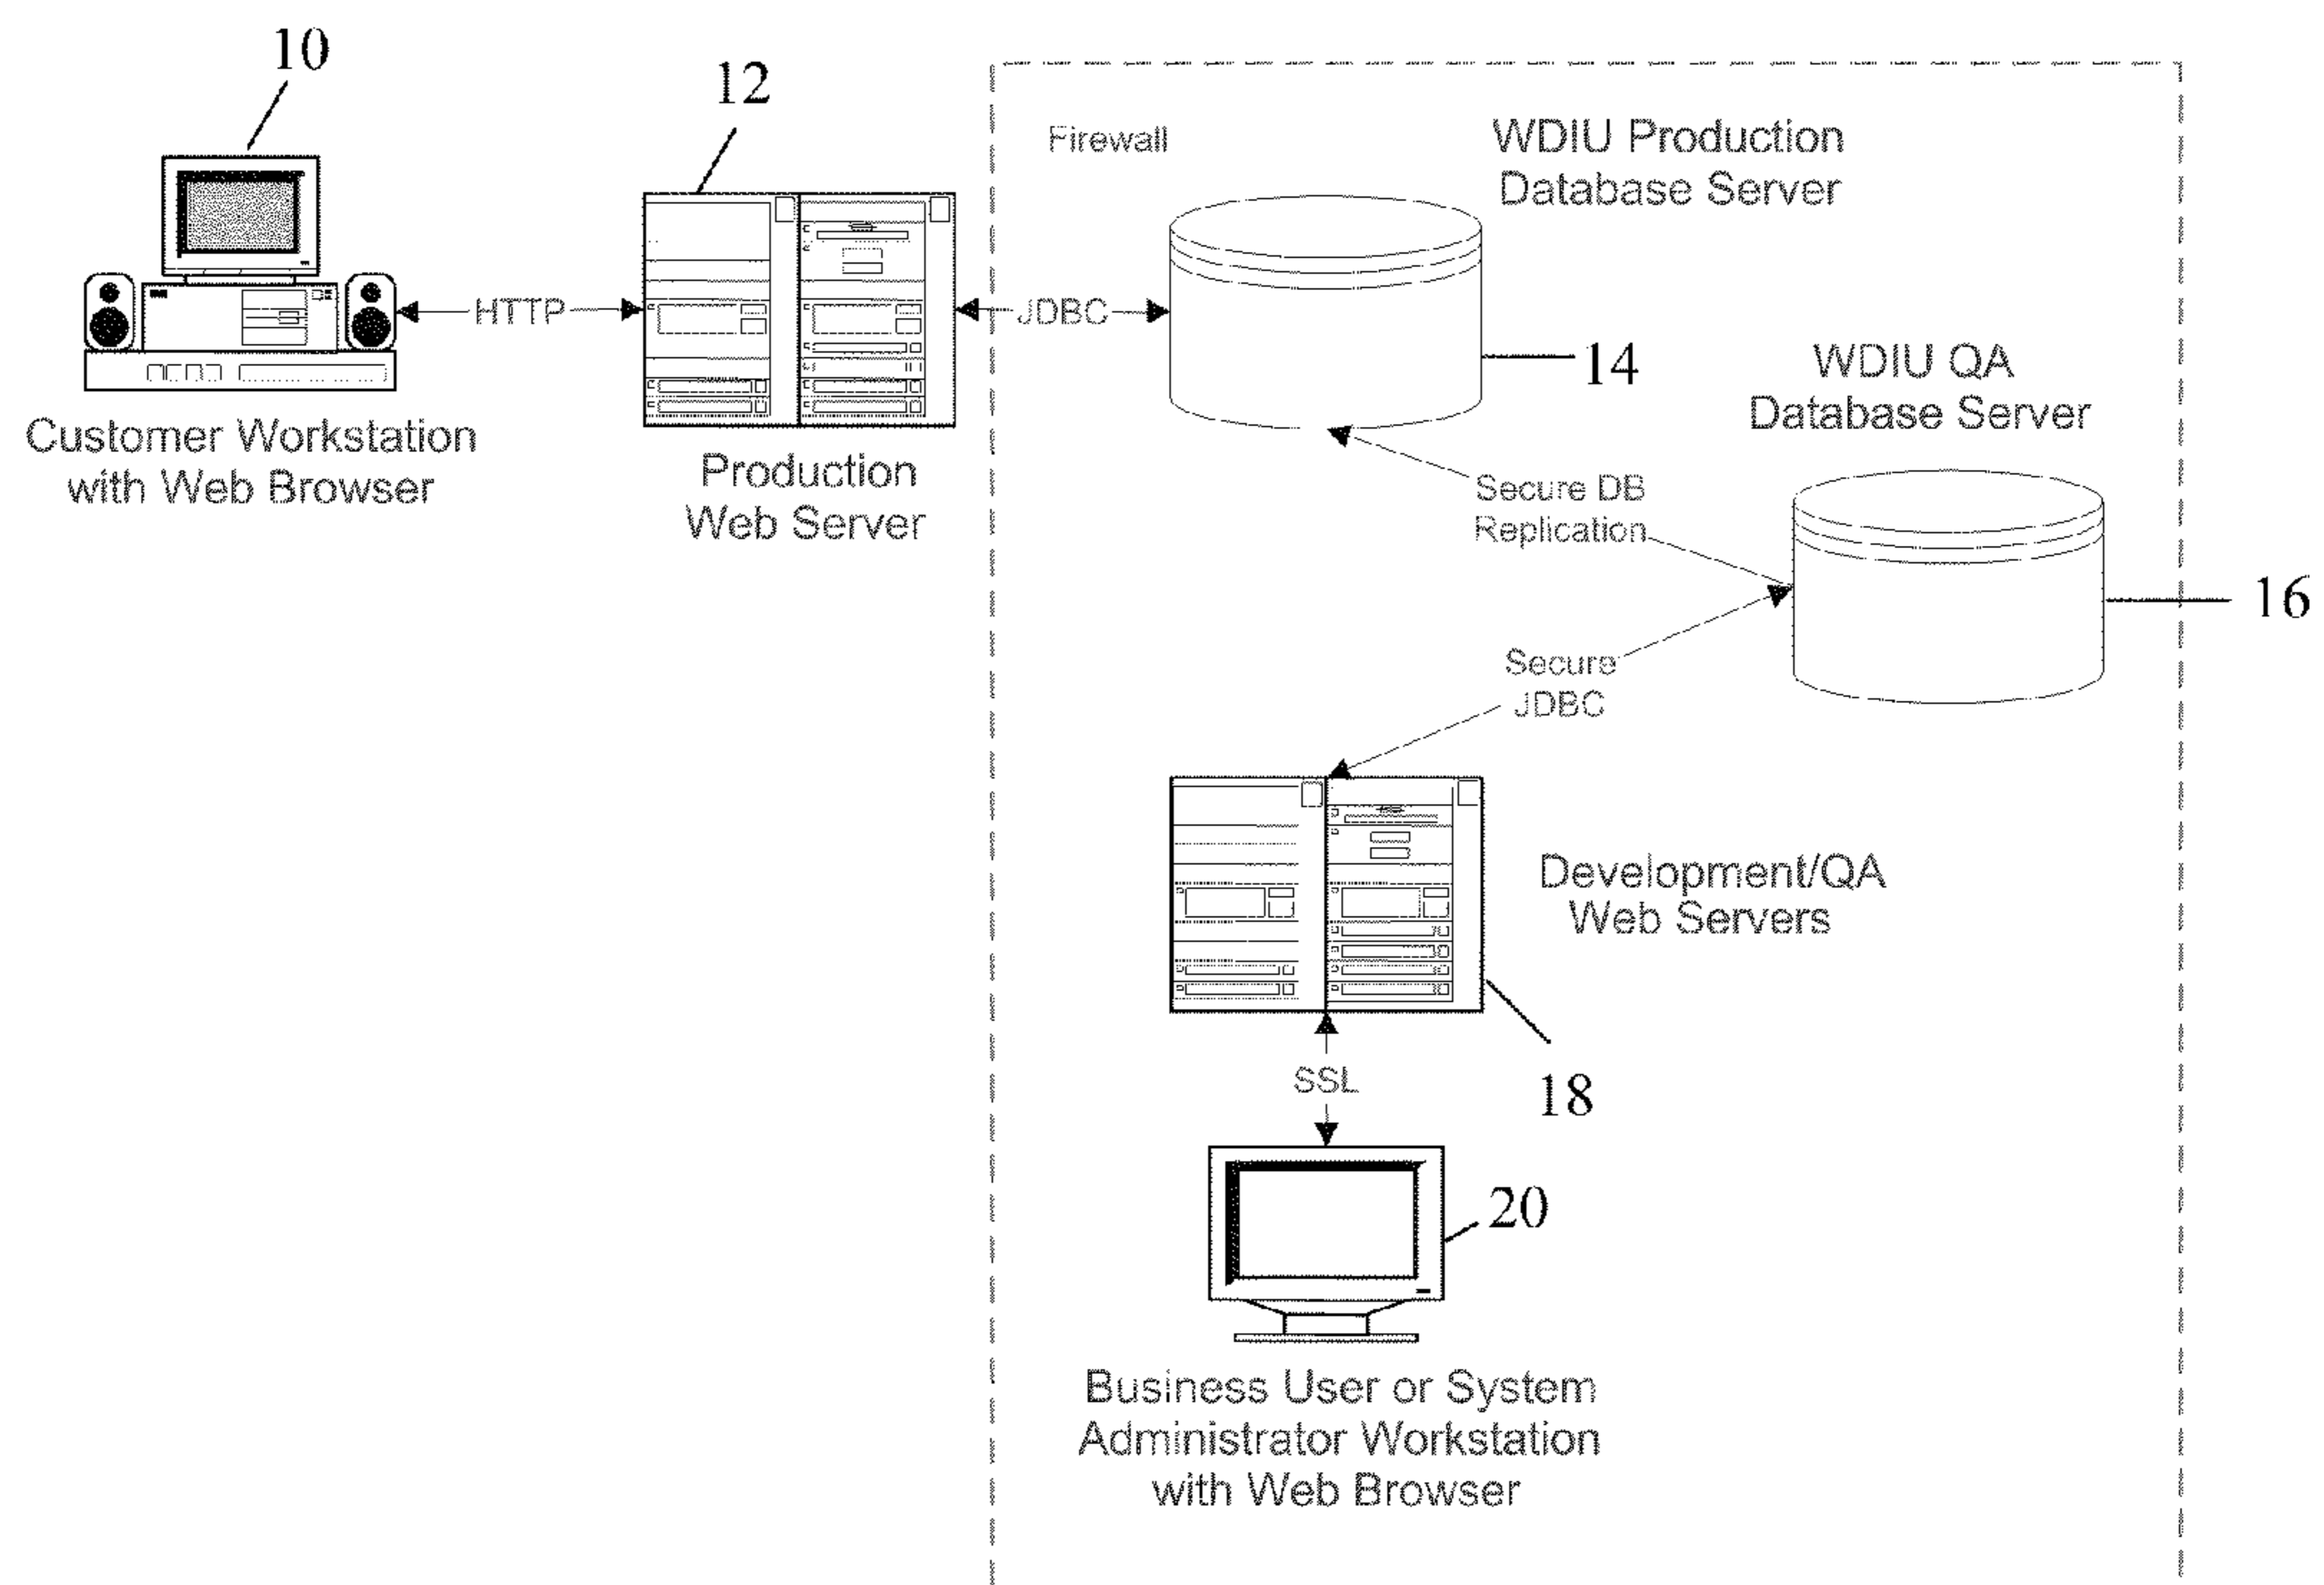 10
12
Firewall
WDIU Production
Database Server
HTTP
JDBC
14
Customer Workstation
with Web Browser
Production
Web Server
WDIU QA
Database Server
Secure DB
Replication
16
Secure
JDBC
Development/QA
Web Servers
18
SSL
20
Business User or System
Administrator Workstation
with Web Browser